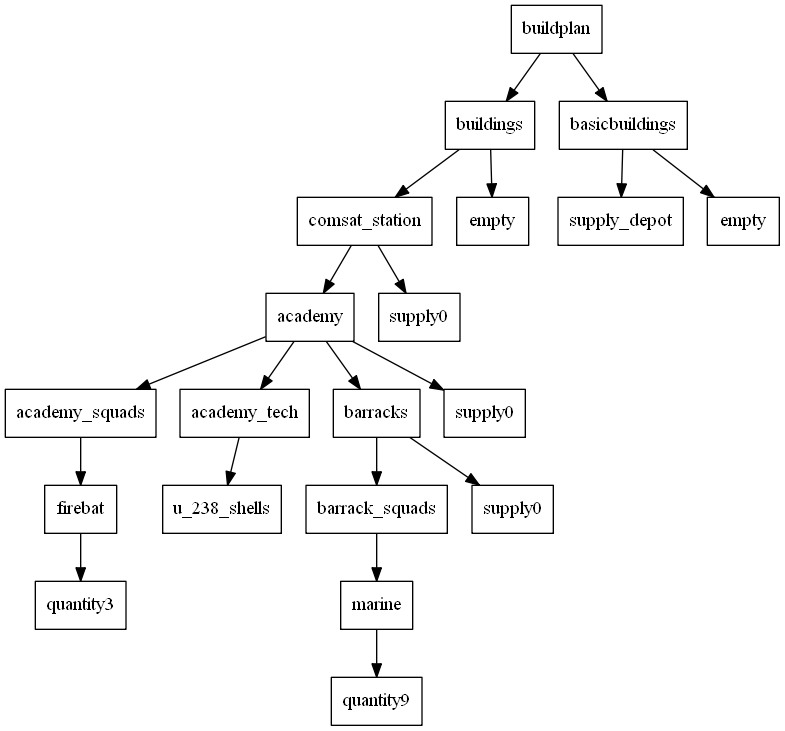 buildplan
buildings
basicbuildings
comsat_station
empty
supply_depot
empty
academy
supply0
academy_squads
academy_tech
barracks
supply0
firebat
u_238_shells
barrack_squads
supply0
quantity3
marine
quantity9